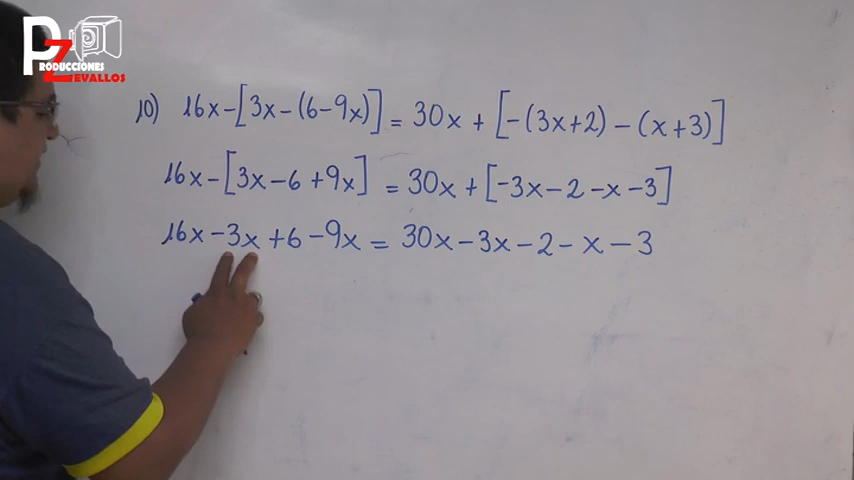 PRODUCCIONES
ZEVALLOS
10) 16x-[3x-(6-9x)] = 30x + [-(3x+2) - (x+3)]
16x-[3x-6+9x] = 30x+[-3x-2-x-3]
16x-3x+6-9x = 30x-3x-2-x-3